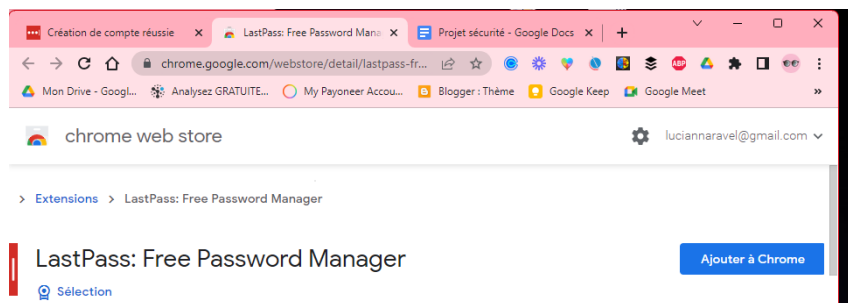 Création de compte réussie LastPass: Free Password Mana Projet sécurité - Google Docs
chrome.google.com/webstore/detail/lastpass-fr...
Mon Drive - Googl... Analysez GRATUITE... My Payoneer Accou... Blogger : Thème Google Keep Google Meet »
chrome web store luciannaravel@gmail.com
Extensions > LastPass: Free Password Manager
LastPass: Free Password Manager Ajouter à Chrome
Sélection